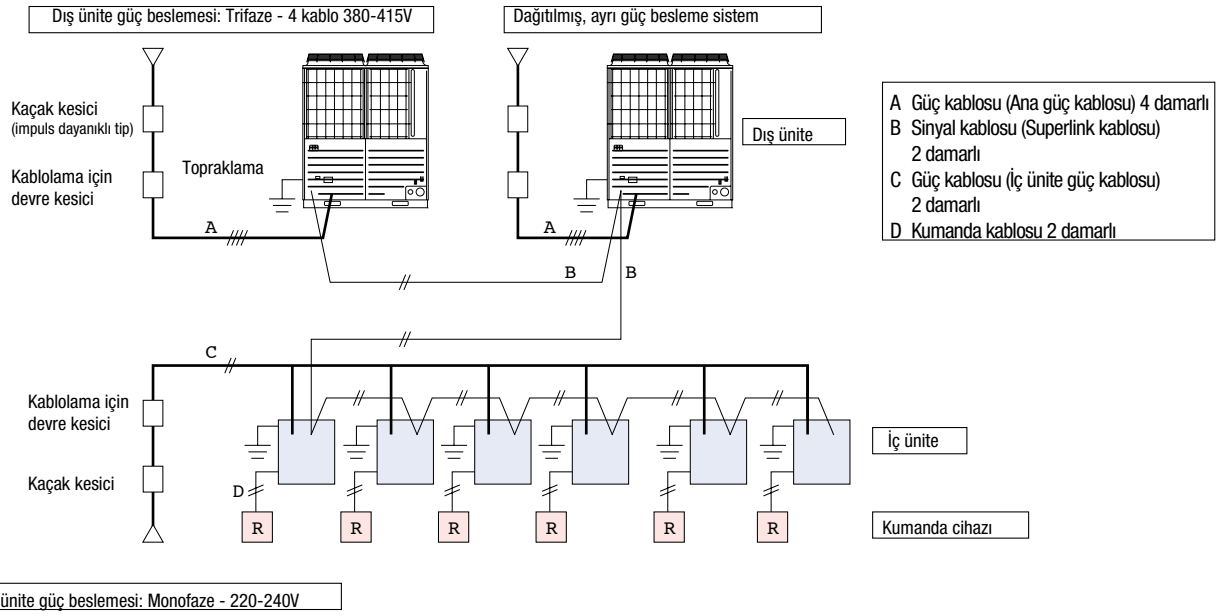 Dış ünite güç beslemesi: Trifaze - 4 kablo 380-415V
Dağıtılmış, ayrı güç besleme sistem
Kaçak kesici
(impuls dayanıklı tip)
Kablolama için
devre kesici
Topraklama
A
A
Dış ünite
A Güç kablosu (Ana güç kablosu) 4 damarlı
B Sinyal kablosu (Superlink kablosu)
2 damarlı
C Güç kablosu (İç ünite güç kablosu)
2 damarlı
D Kumanda kablosu 2 damarlı
B
B
C
Kablolama için
devre kesici
Kaçak kesici
İç ünite
D
R
R
R
R
R
R
Kumanda cihazı
ünite güç beslemesi: Monofaze - 220-240V